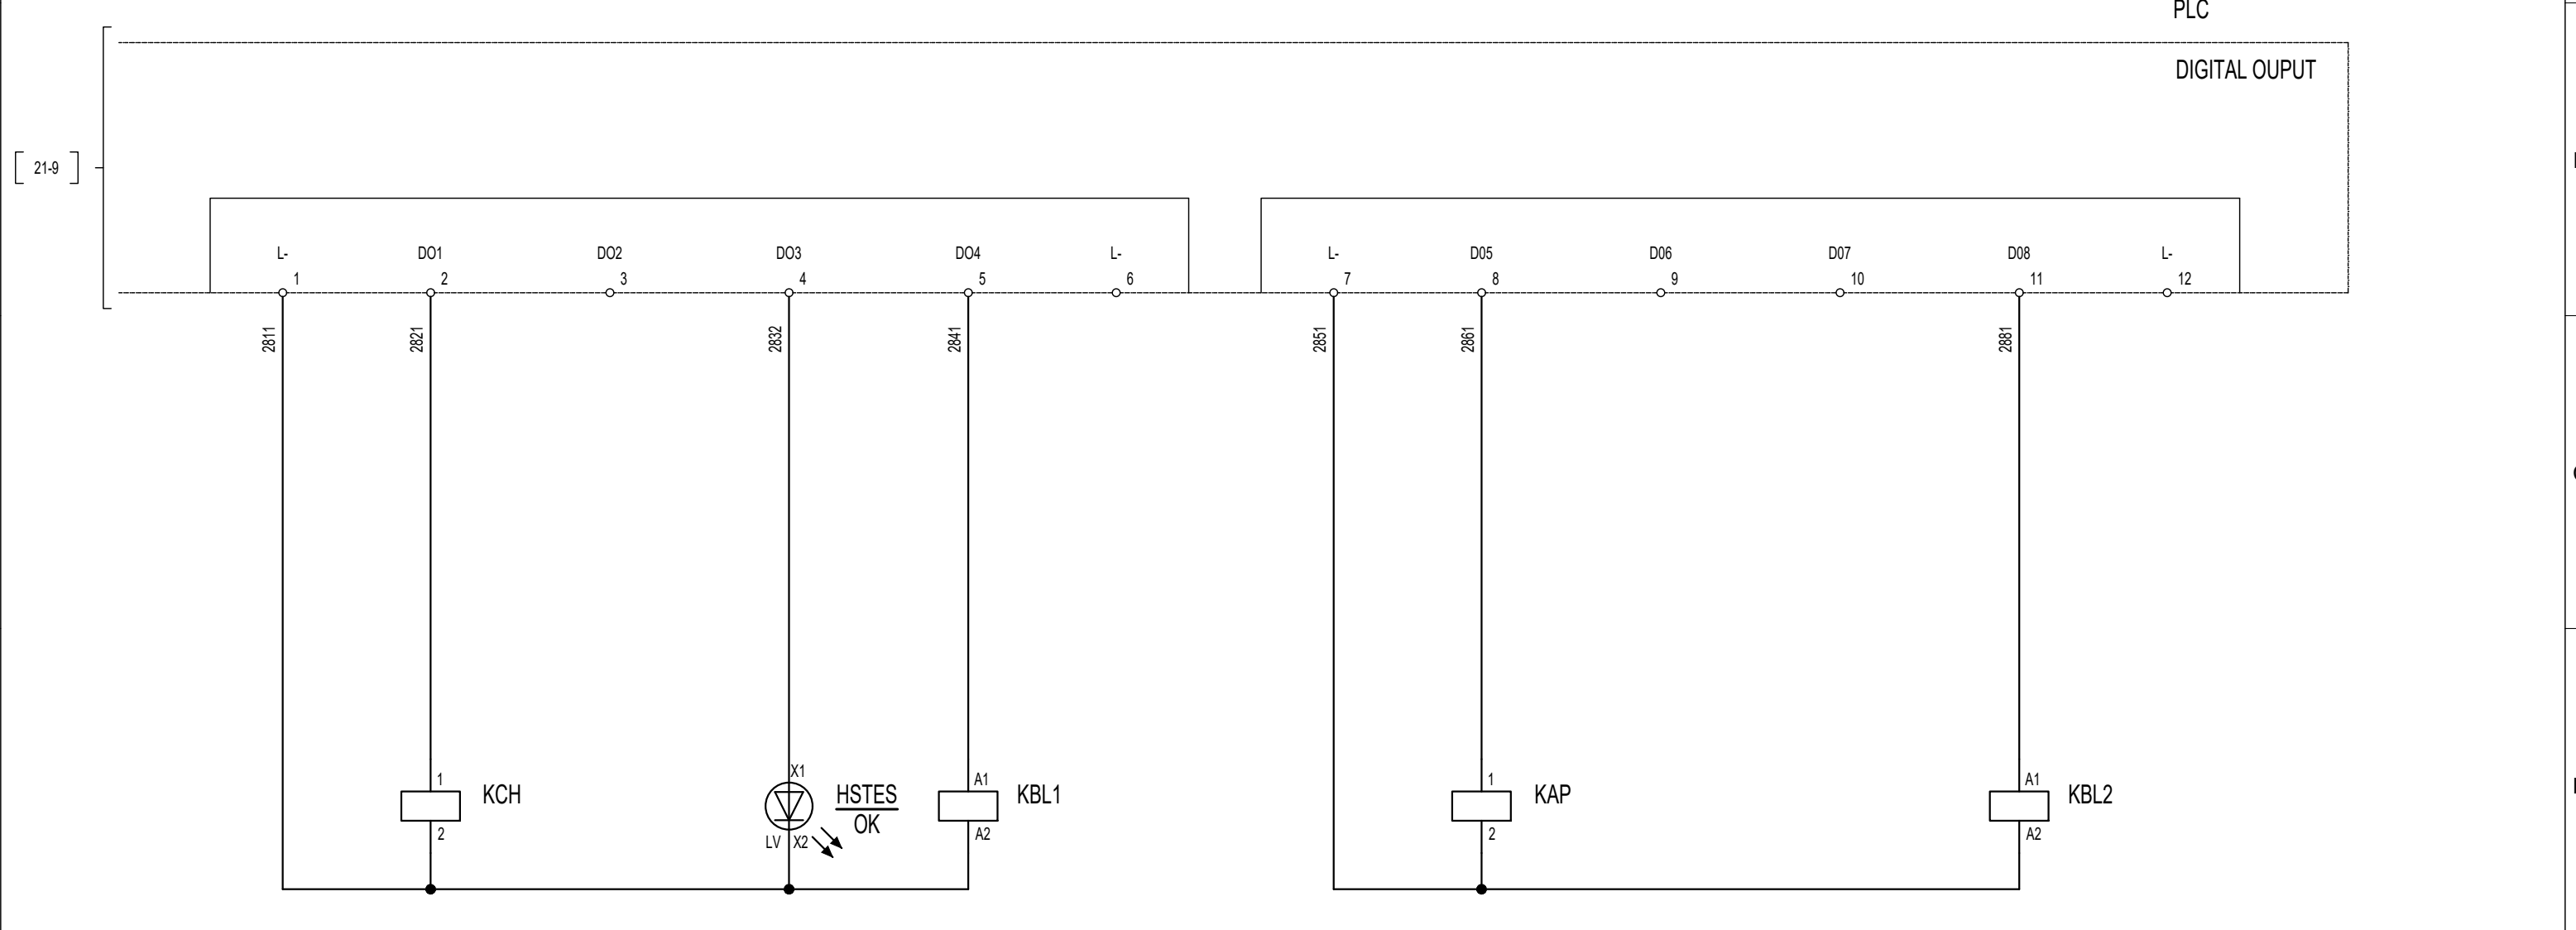 PLC
DIGITAL OUPUT
21-9
L- DO1 DO2 DO3 DO4 L- L- D05 D06 D07 D08 L-
1 2 3 4 5 6 7 8 9 10 11 12
2811 2821 2832 2841 2851 2861 2881
X1
1 A1 1 A1
KCH HSTES KBL1 KAP KBL2
OK
2 A2 2 A2
LV X2